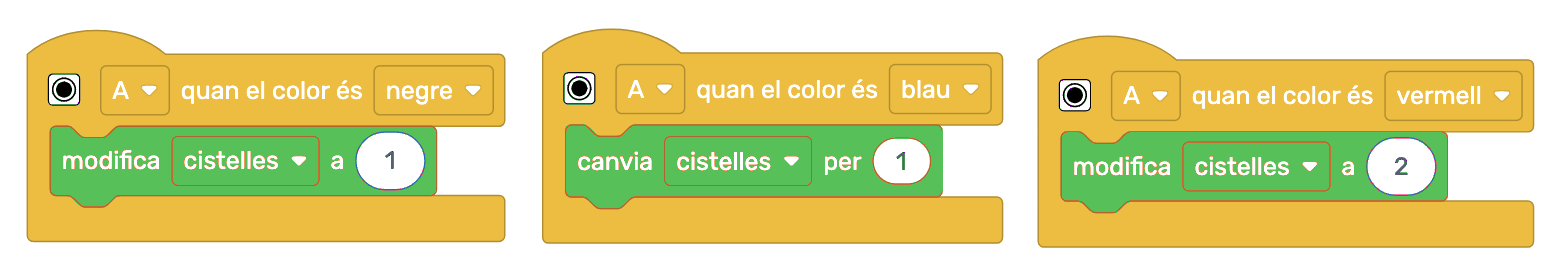 A quan el color és negre
modifica cistelles a 1
A quan el color és blau
canvia cistelles per 1
A quan el color és vermell
modifica cistelles a 2